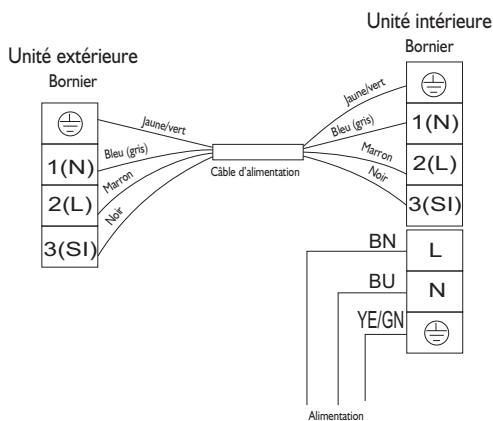 Unité extérieure
Bornier
1(N)
2(L)
3(SI)
Jaune/vert
Bleu (gris)
Marron
Noir
Câble d'alimentation
Unité intérieure
Bornier
Jaune/vert
Bleu (gris)
Marron
Noir
1(N)
2(L)
3(SI)
BN
L
BU
N
YE/GN
Alimentation